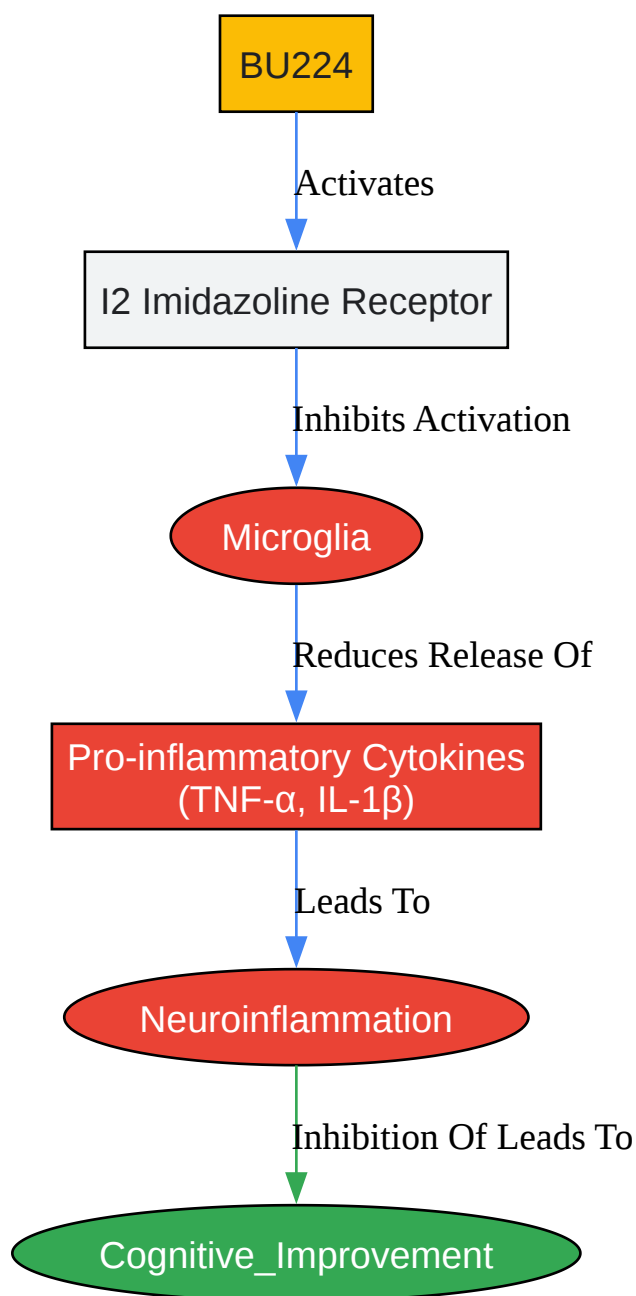 BU224
Activates
I2 Imidazoline Receptor
Inhibits Activation
Microglia
Reduces Release Of
Pro-inflammatory Cytokines
(TNF-α, IL-1β)
Leads To
Neuroinflammation
Inhibition Of Leads To
Cognitive_Improvement